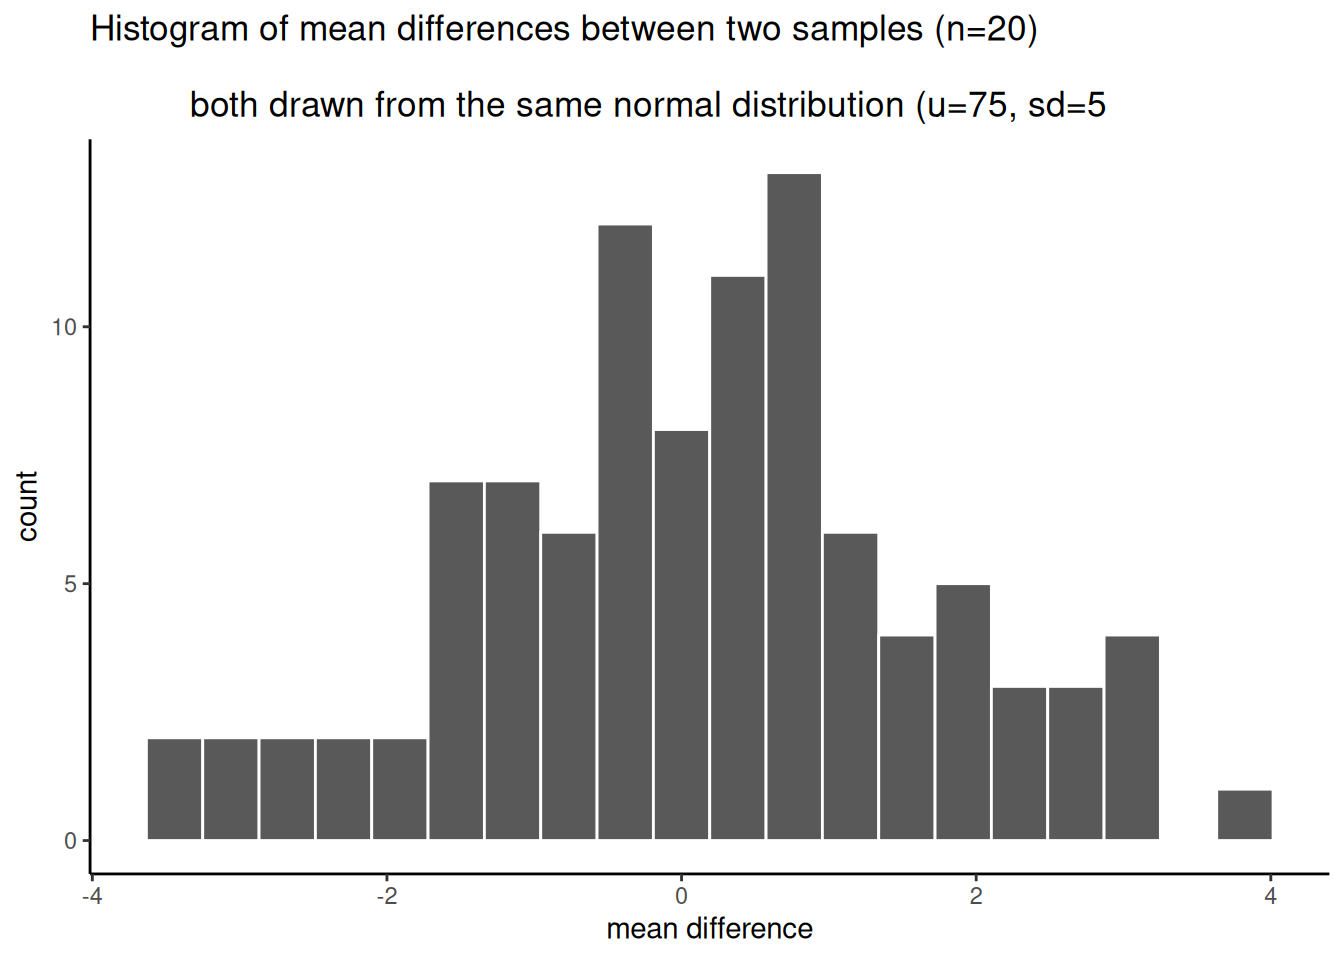 Histogram of mean differences between two samples (n=20)
both drawn from the same normal distribution (u=75, sd=5
count
10
5
0
-4
-2
0
2
4
mean difference